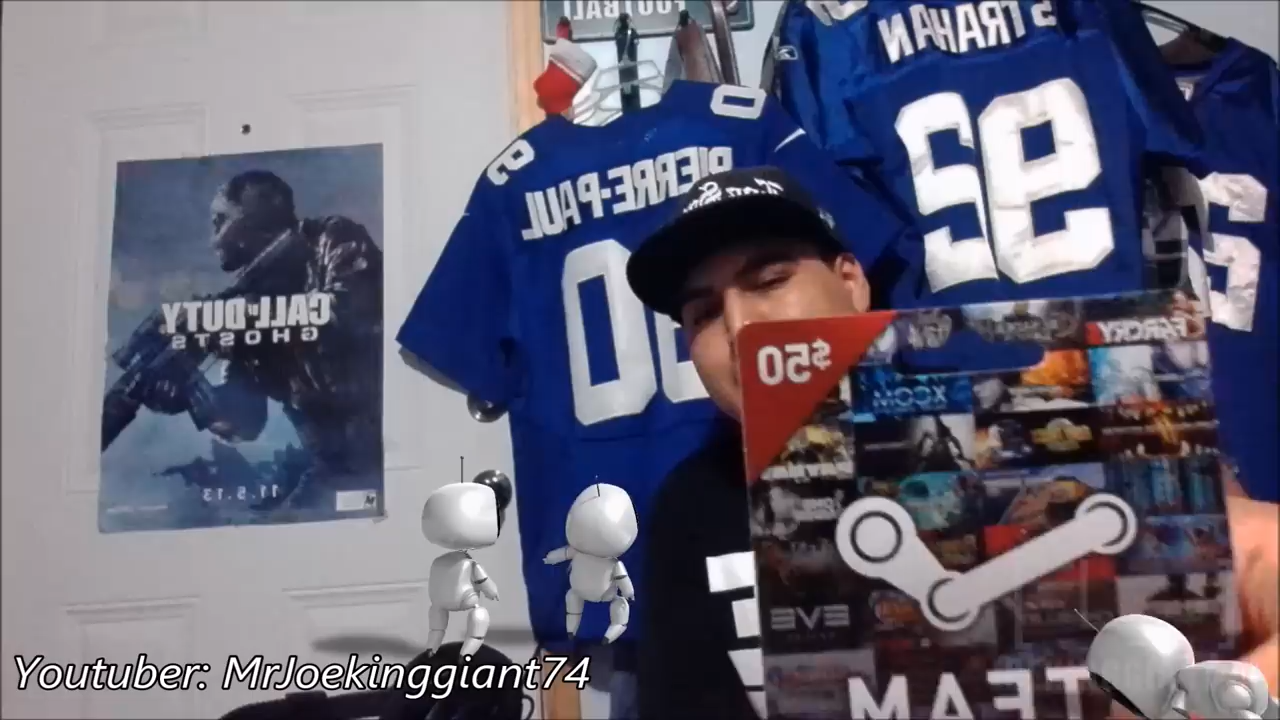 FOOTBALL
STRAHAN
92
PIERRE-PAUL
90
CALL OF DUTY
GHOSTS
11.5.13
$50
FARCRY
XCOM
EVE
STEAM
Youtuber: MrJoekinggiant74